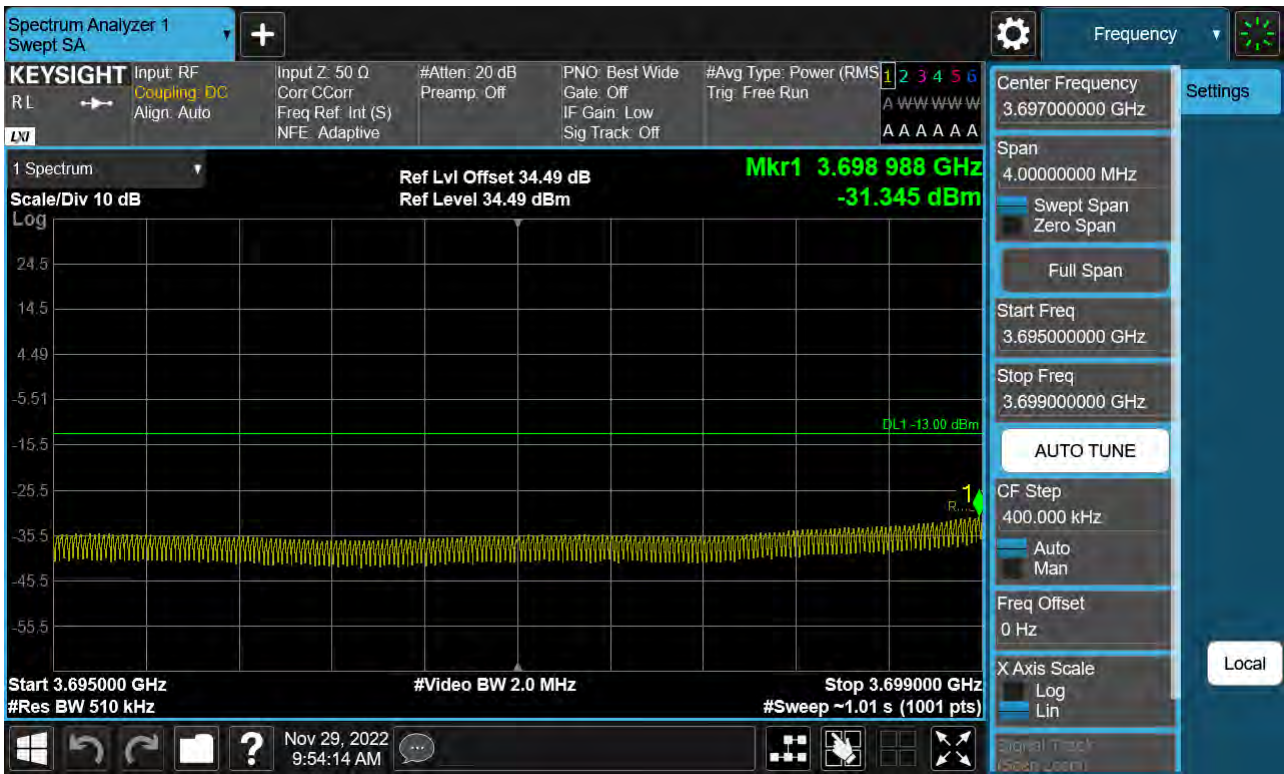 Spectrum Analyzer 1
Swept SA
Frequency
KEYSIGHT
R L
LXI
Input: RF
Coupling: DC
Align: Auto
Input Z: 50 Ω
Corr CCorr
Freq Ref: Int (S)
NFE: Adaptive
#Atten: 20 dB
Preamp: Off
PNO: Best Wide
Gate: Off
IF Gain: Low
Sig Track: Off
#Avg Type: Power (RMS
Trig: Free Run
1 2 3 4 5 6
A W W W W W
A A A A A A
1 Spectrum
Scale/Div 10 dB
Log
Ref Lvl Offset 34.49 dB
Ref Level 34.49 dBm
Mkr1 3.698 988 GHz
-31.345 dBm
24.5
14.5
4.49
-5.51
DL1 -13.00 dBm
-15.5
-25.5
1
-35.5
-45.5
-55.5
Start 3.695000 GHz
#Res BW 510 kHz
#Video BW 2.0 MHz
Stop 3.699000 GHz
#Sweep ~1.01 s (1001 pts)
Nov 29, 2022
9:54:14 AM
Center Frequency
3.697000000 GHz
Settings
Span
4.00000000 MHz
Swept Span
Zero Span
Full Span
Start Freq
3.695000000 GHz
Stop Freq
3.699000000 GHz
AUTO TUNE
CF Step
400.000 kHz
Auto
Man
Freq Offset
0 Hz
X Axis Scale
Log
Lin
Local
Signal Track
(Span Zoom)